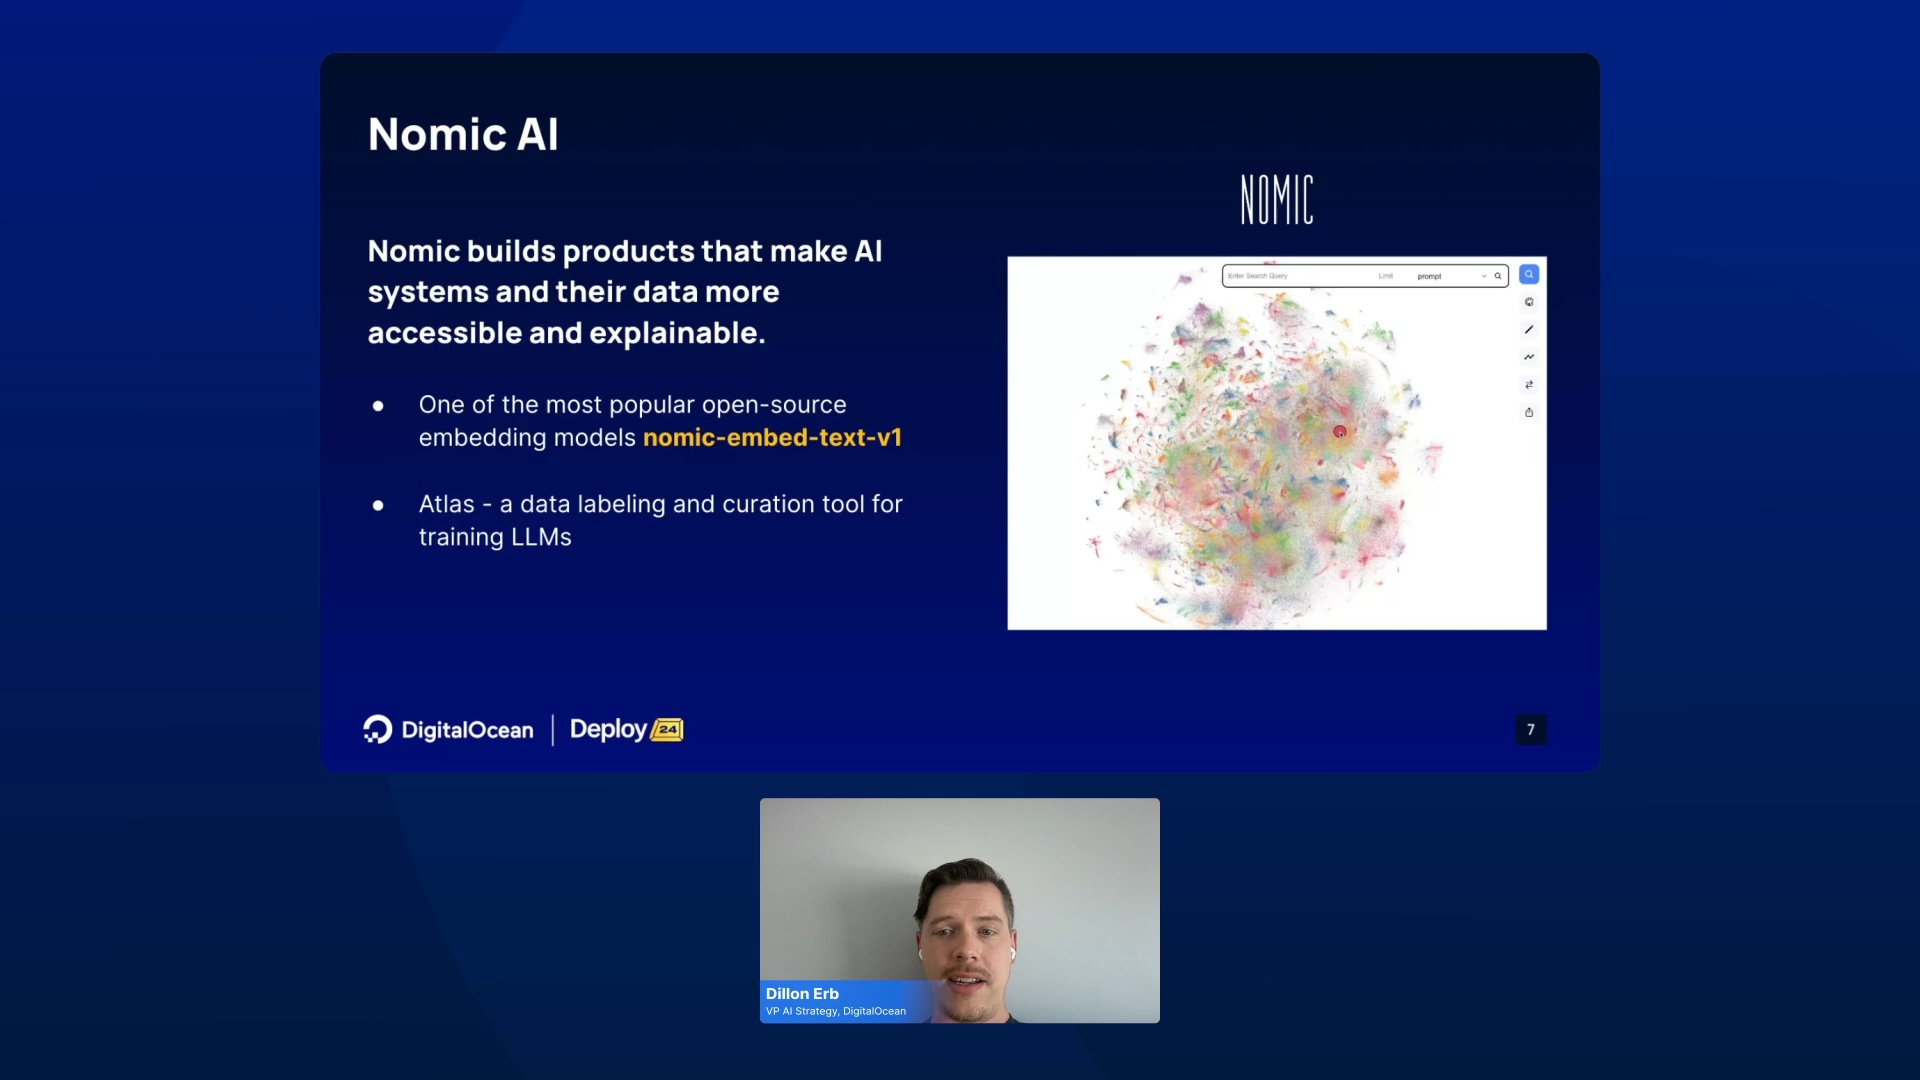 Nomic AI
Nomic builds products that make AI
systems and their data more
accessible and explainable.
● One of the most popular open-source
embedding models nomic-embed-text-v1
● Atlas - a data labeling and curation tool for
training LLMs
NOMIC
Enter Search Query Limit prompt
DigitalOcean | Deploy 24
7
Dillon Erb
VP AI Strategy, DigitalOcean